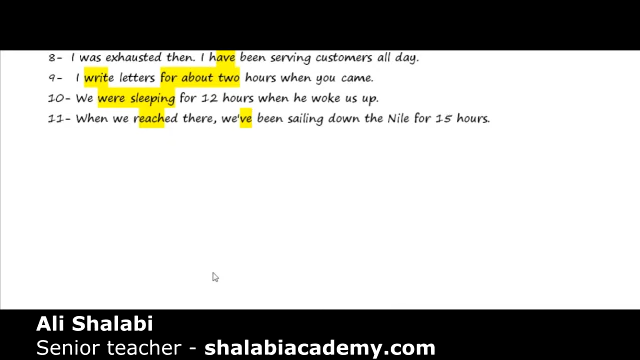 8- I was exhausted then. I have been serving customers all day.
9- I write letters for about two hours when you came.
10- We were sleeping for 12 hours when he woke us up.
11- When we reached there, we've been sailing down the Nile for 15 hours.
Ali Shalabi
Senior teacher - shalabiacademy.com